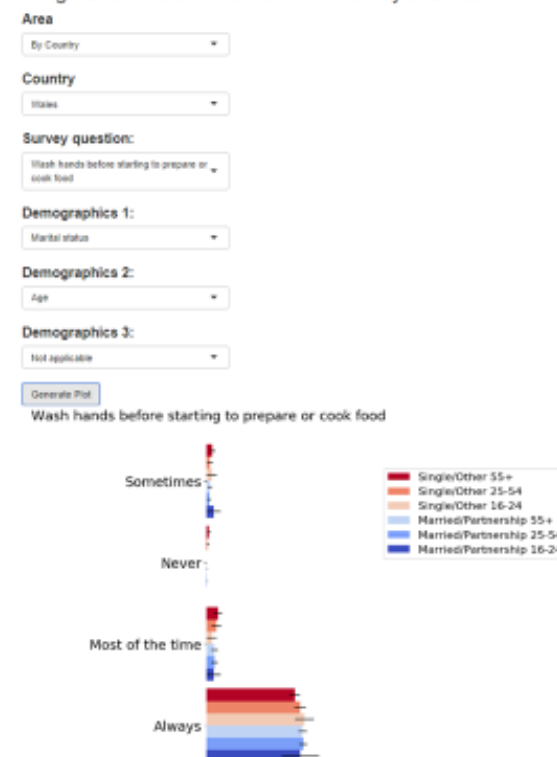 Area
By Country
Country
Wales
Survey question:
Wash hands before starting to prepare or
cook food
Demographics 1:
Marital status
Demographics 2:
Age
Demographics 3:
Not applicable
Generate Plot
Wash hands before starting to prepare or cook food
Sometimes
Never
Most of the time
Always
Single/Other 55+
Single/Other 25-54
Single/Other 16-24
Married/Partnership 55+
Married/Partnership 25-5
Married/Partnership 16-2